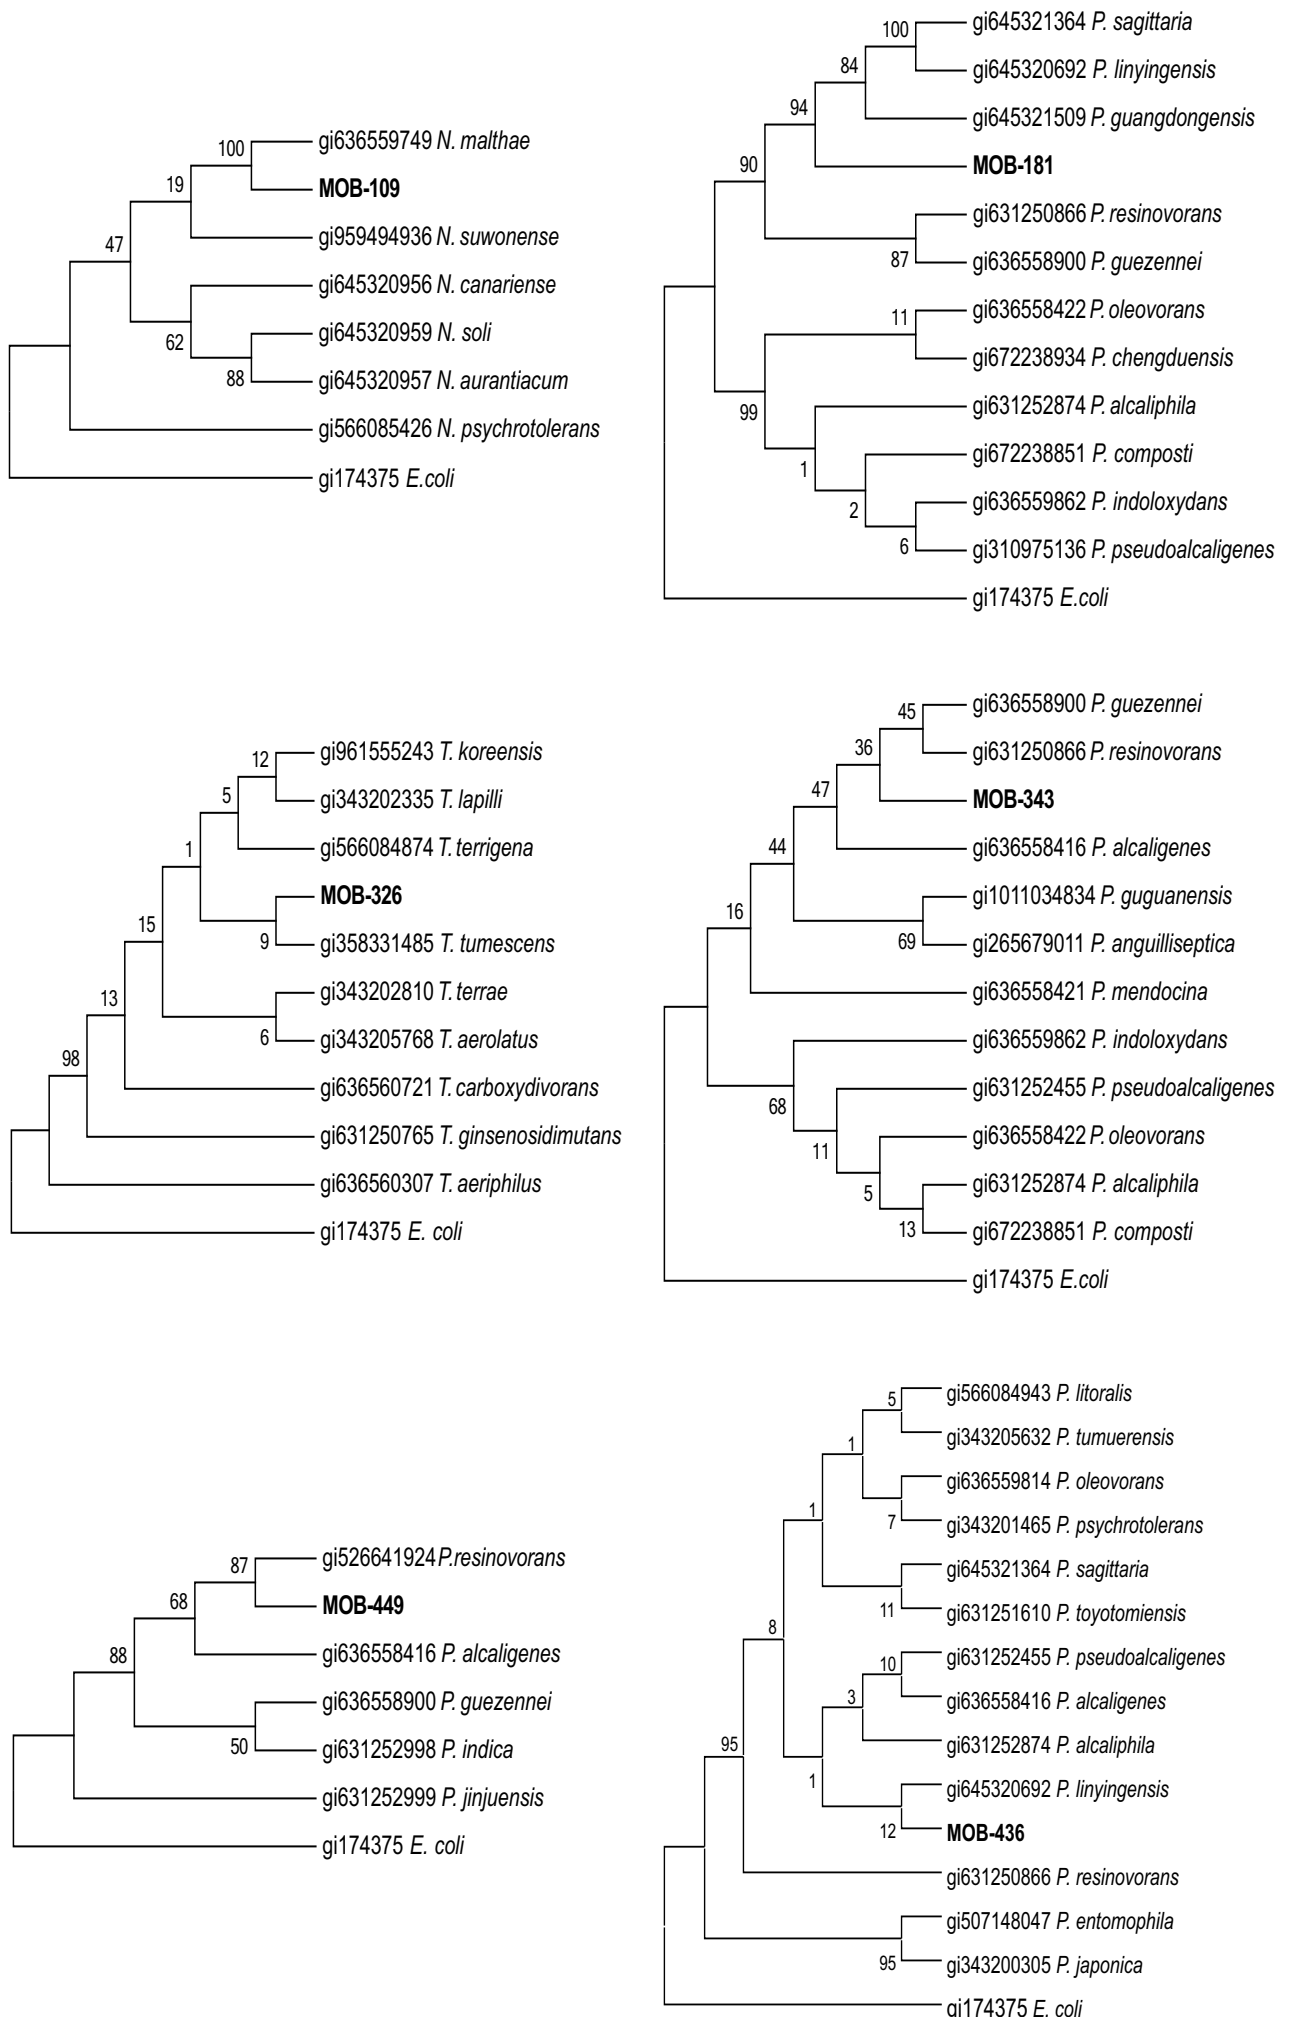 100
gi636559749 N. malthae
19
MOB-109
47
gi959494936 N. suwonense
gi645320956 N. canariense
62
gi645320959 N. soli
88
gi645320957 N. aurantiacum
gi566085426 N. psychrotolerans
gi174375 E.coli
100
gi645321364 P. sagittaria
84
gi645320692 P. linyingensis
94
gi645321509 P. guangdongensis
90
MOB-181
gi631250866 P. resinovorans
87
gi636558900 P. guezennei
11
gi636558422 P. oleovorans
gi672238934 P. chengduensis
99
gi631252874 P. alcaliphila
1
gi672238851 P. composti
2
gi636559862 P. indoloxydans
6
gi310975136 P. pseudoalcaligenes
gi174375 E.coli
12
gi961555243 T. koreensis
5
gi343202335 T. lapilli
1
gi566084874 T. terrigena
MOB-326
15
9
gi358331485 T. tumescens
13
gi343202810 T. terrae
6
gi343205768 T. aerolatus
98
gi636560721 T. carboxydivorans
gi631250765 T. ginsenosidimutans
gi636560307 T. aeriphilus
gi174375 E. coli
45
gi636558900 P. guezennei
36
gi631250866 P. resinovorans
47
MOB-343
44
gi636558416 P. alcaligenes
16
gi1011034834 P. guguanensis
69
gi265679011 P. anguilliseptica
gi636558421 P. mendocina
gi636559862 P. indoloxydans
68
gi631252455 P. pseudoalcaligenes
11
gi636558422 P. oleovorans
5
gi631252874 P. alcaliphila
13
gi672238851 P. composti
gi174375 E.coli
87
gi526641924 P.resinovorans
68
MOB-449
88
gi636558416 P. alcaligenes
gi636558900 P. guezennei
50
gi631252998 P. indica
gi631252999 P. jinjuensis
gi174375 E. coli
5
gi566084943 P. litoralis
1
gi343205632 P. tumuerensis
gi636559814 P. oleovorans
1
7
gi343201465 P. psychrotolerans
gi645321364 P. sagittaria
11
gi631251610 P. toyotomiensis
8
10
gi631252455 P. pseudoalcaligenes
3
gi636558416 P. alcaligenes
95
gi631252874 P. alcaliphila
1
gi645320692 P. linyingensis
12
MOB-436
gi631250866 P. resinovorans
gi507148047 P. entomophila
95
gi343200305 P. japonica
gi174375 E. coli